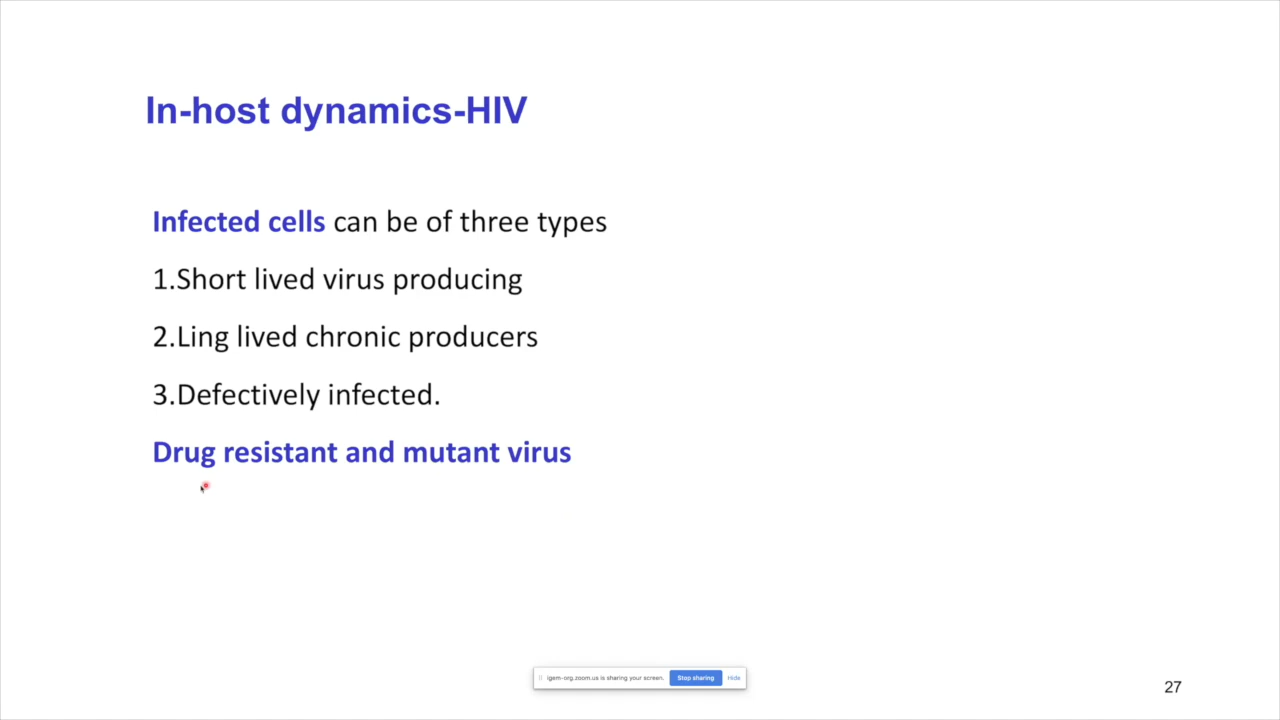 In-host dynamics-HIV
Infected cells can be of three types
1.Short lived virus producing
2.Ling lived chronic producers
3.Defectively infected.
Drug resistant and mutant virus
igem-org.zoom.us is sharing your screen. Stop sharing Hide
27